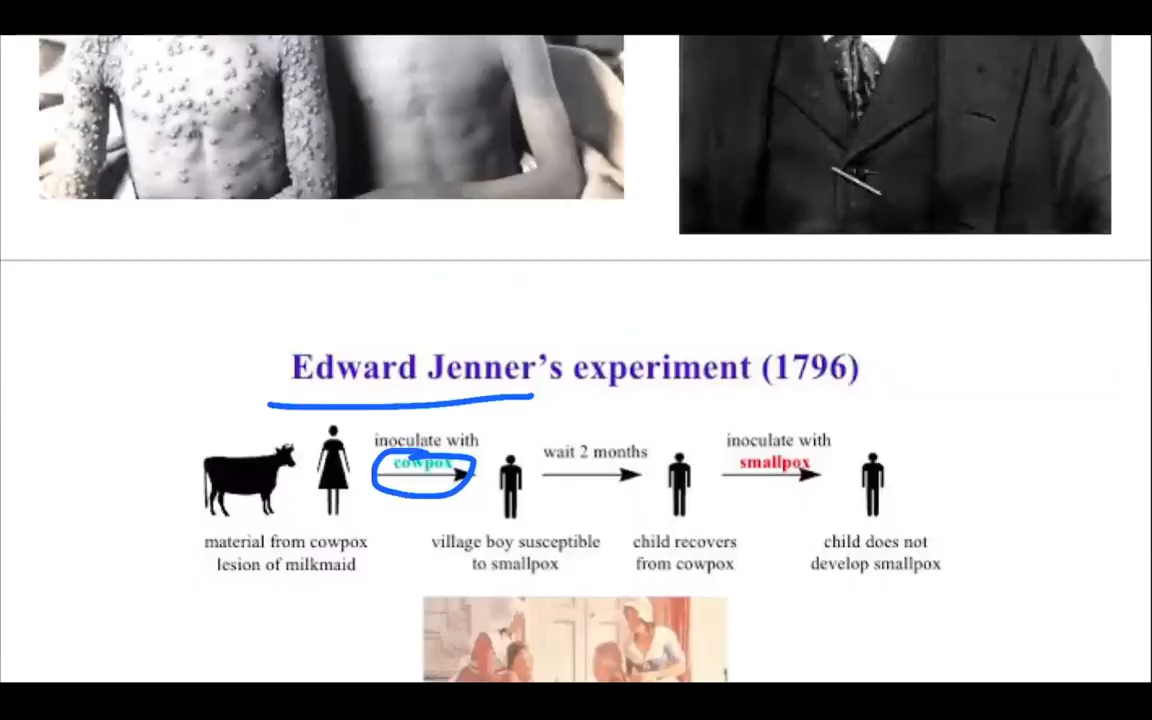 Edward Jenner's experiment (1796)
inoculate with
cowpox
wait 2 months
inoculate with
smallpox
material from cowpox
lesion of milkmaid
village boy susceptible
to smallpox
child recovers
from cowpox
child does not
develop smallpox